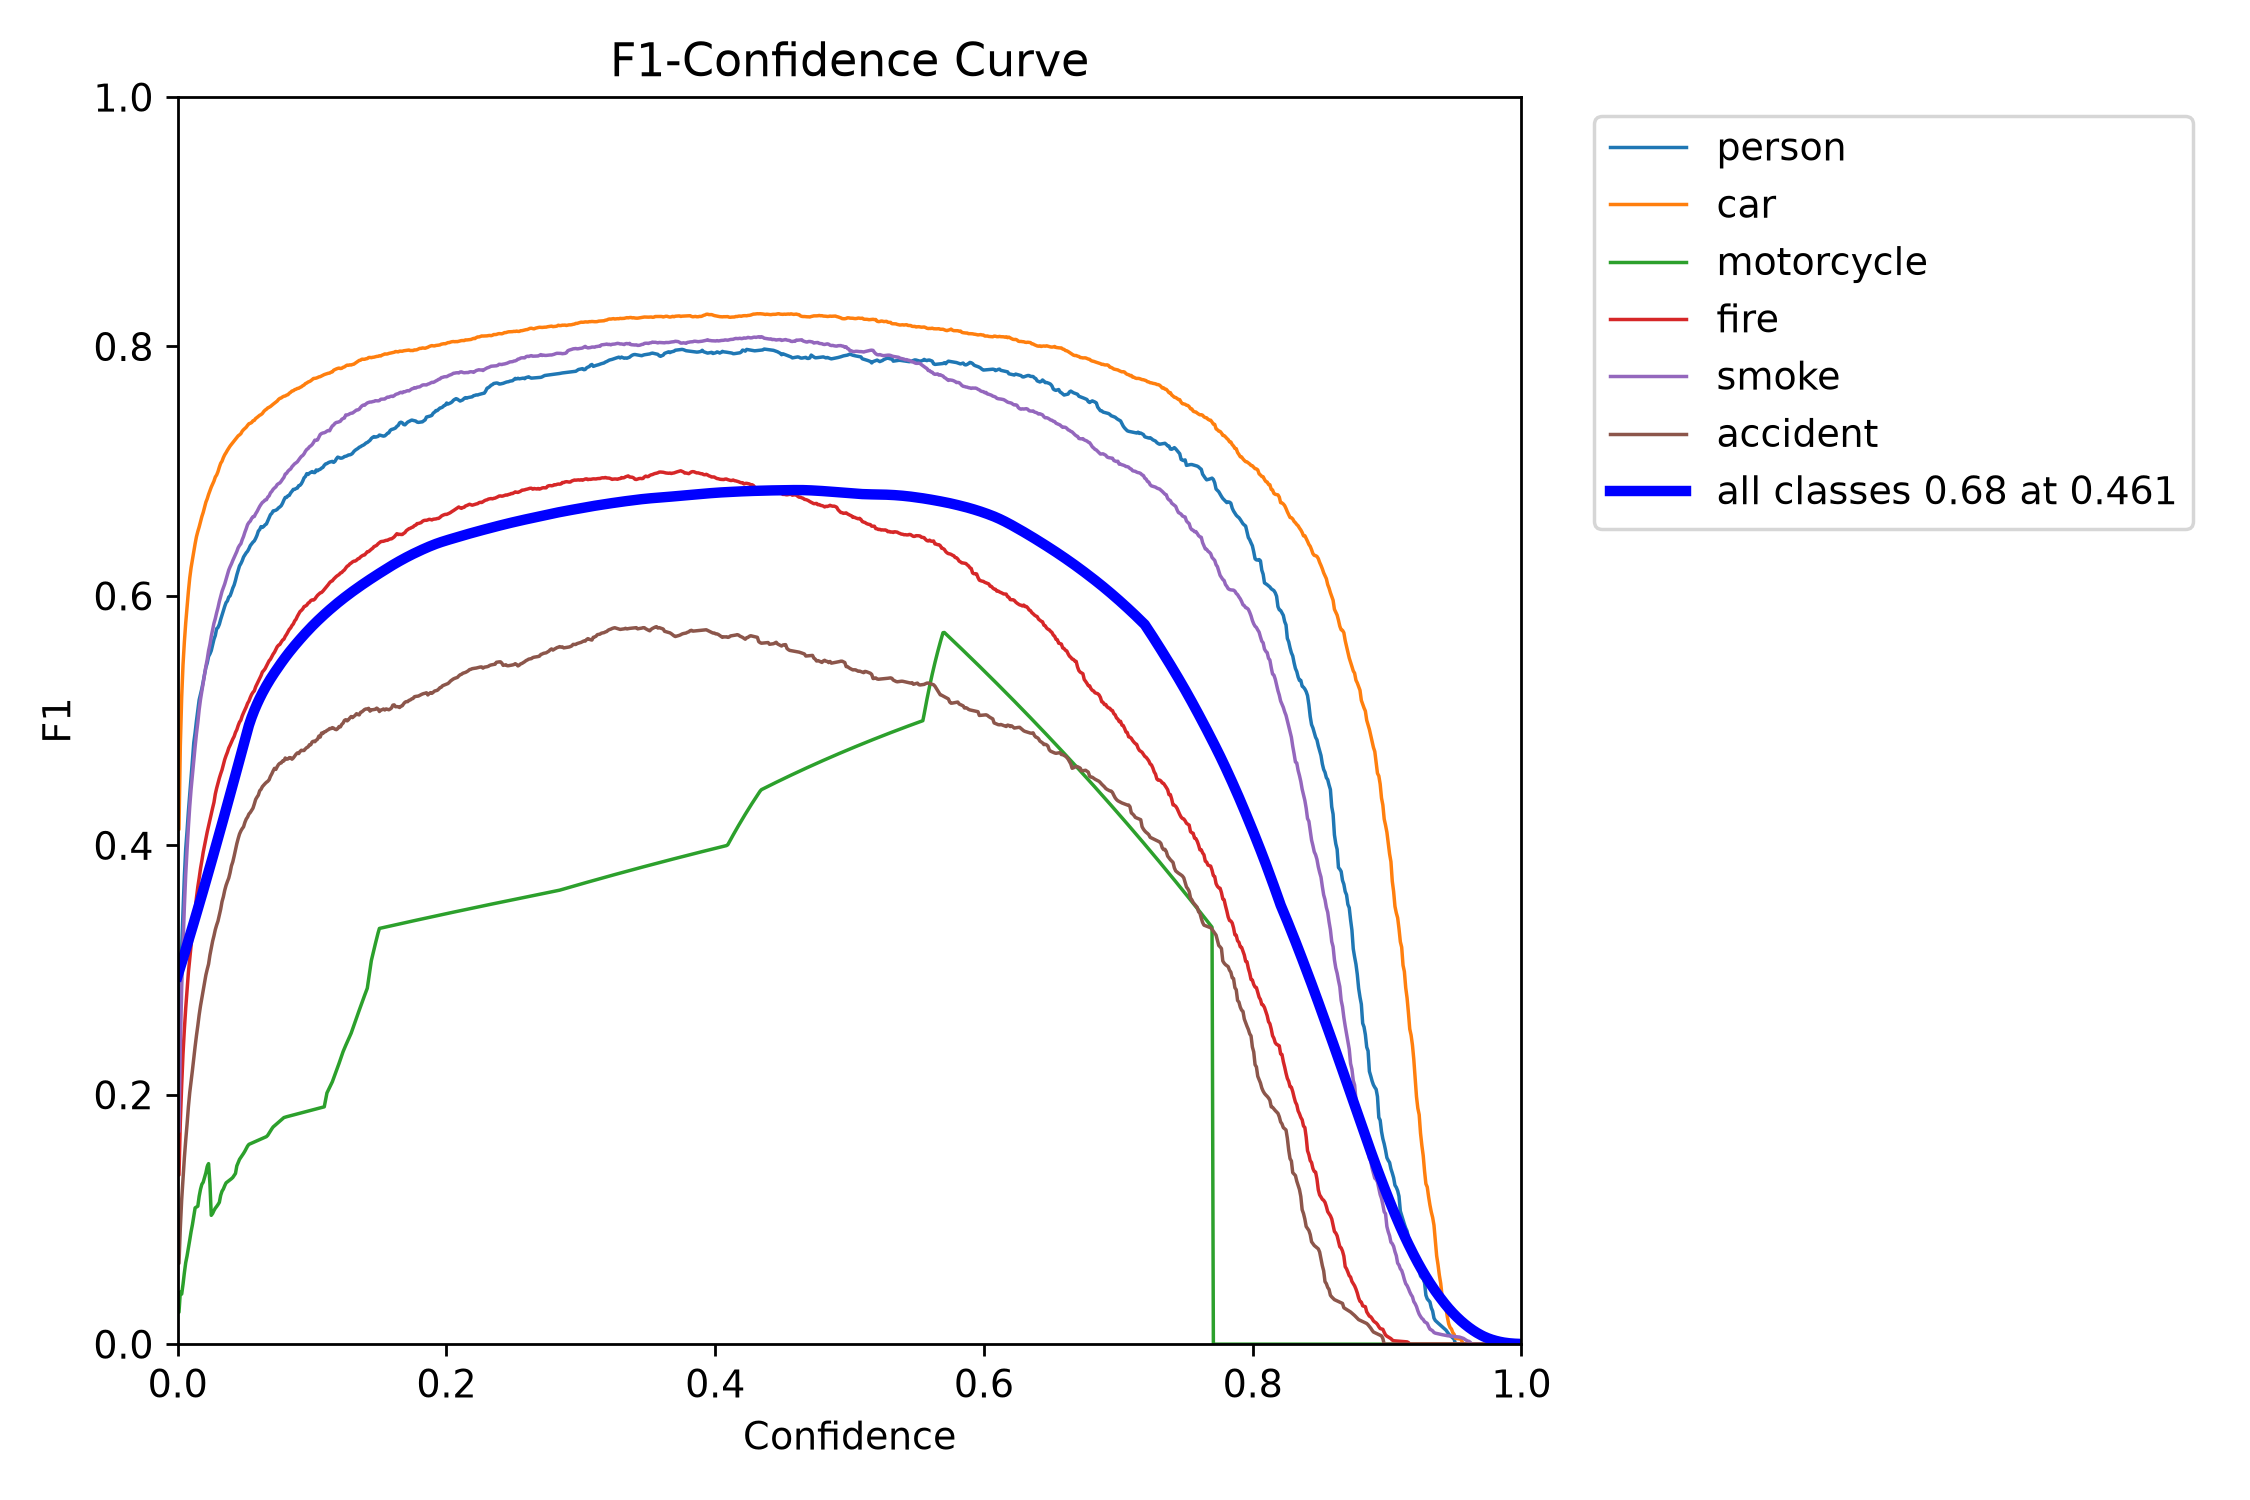 F1-Confidence Curve
1.0
0.8
0.6
0.4
0.2
0.0
F1
0.0 0.2 0.4 0.6 0.8 1.0
Confidence
person
car
motorcycle
fire
smoke
accident
all classes 0.68 at 0.461